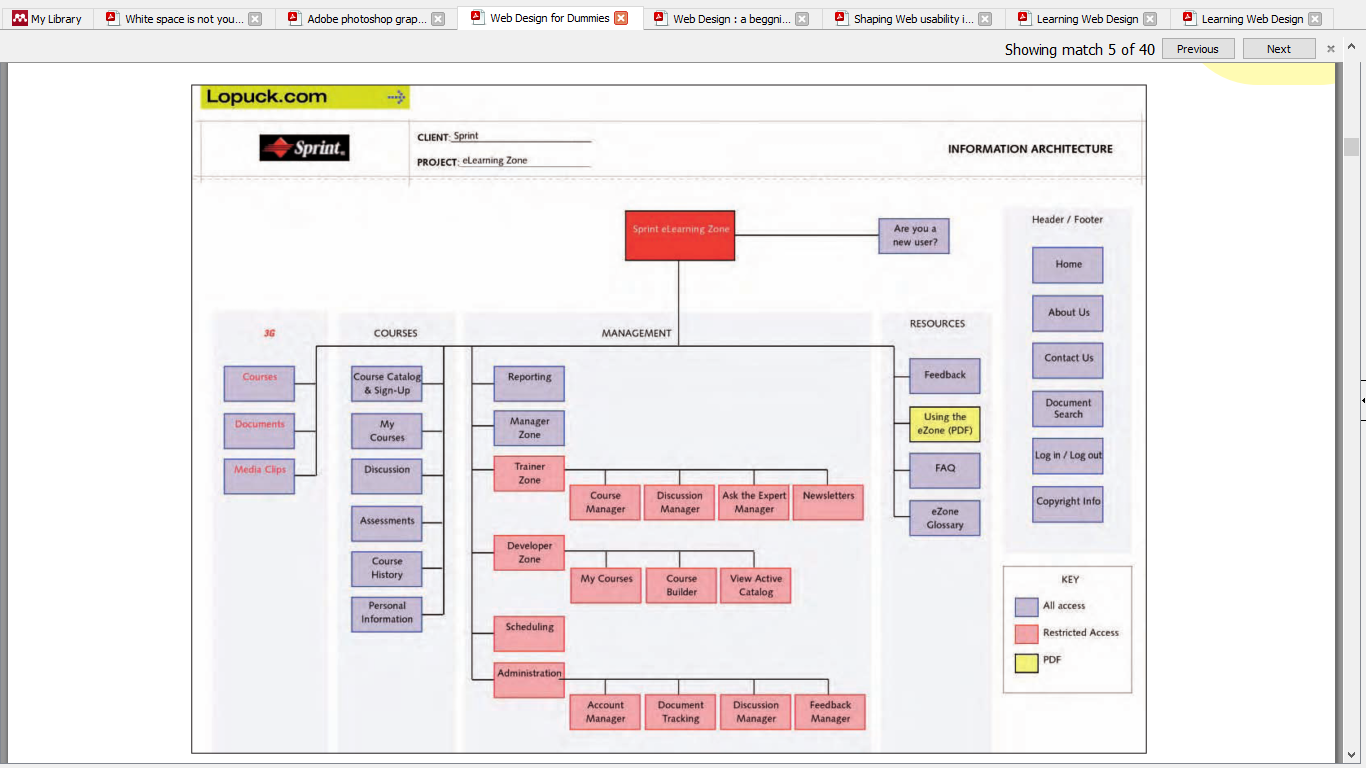 My Library
White space is not you...
Adobe photoshop grap...
Web Design for Dummies
Web Design : a beggni...
Shaping Web usability i...
Learning Web Design
Learning Web Design
Showing match 5 of 40
Previous
Next
Lopuck.com
Sprint®
CLIENT: Sprint
PROJECT: eLearning Zone
INFORMATION ARCHITECTURE
Sprint eLearning Zone
Are you a
new user?
3G
Courses
Documents
Media Clips
COURSES
Course Catalog
& Sign-Up
My
Courses
Discussion
Assessments
Course
History
Personal
Information
MANAGEMENT
Reporting
Manager
Zone
Trainer
Zone
Course
Manager
Discussion
Manager
Ask the Expert
Manager
Newsletters
Developer
Zone
My Courses
Course
Builder
View Active
Catalog
Scheduling
Administration
Account
Manager
Document
Tracking
Discussion
Manager
Feedback
Manager
RESOURCES
Feedback
Using the
eZone (PDF)
FAQ
eZone
Glossary
Header / Footer
Home
About Us
Contact Us
Document
Search
Log in / Log out
Copyright Info
KEY
All access
Restricted Access
PDF